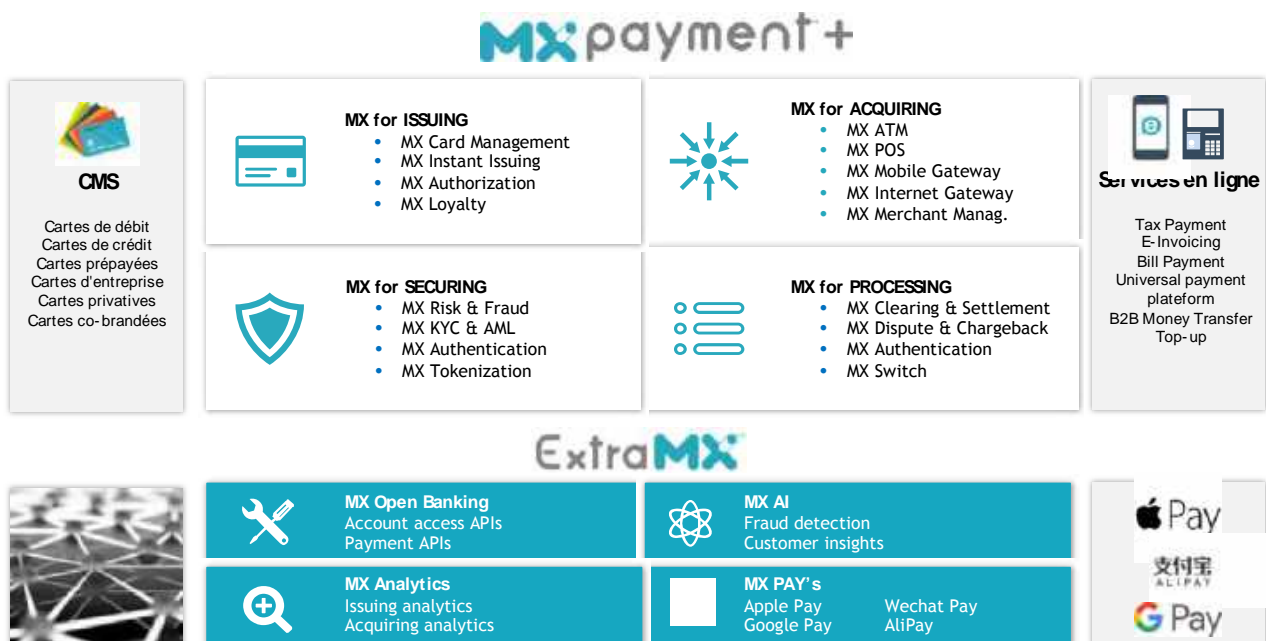 MX payment+
CMS
Cartes de débit
Cartes de crédit
Cartes prépayées
Cartes d'entreprise
Cartes privatives
Cartes co-brandées
MX for ISSUING
• MX Card Management
• MX Instant Issuing
• MX Authorization
• MX Loyalty
MX for ACQUIRING
• MX ATM
• MX POS
• MX Mobile Gateway
• MX Internet Gateway
• MX Merchant Manag.
MX for SECURING
• MX Risk & Fraud
• MX KYC & AML
• MX Authentication
• MX Tokenization
MX for PROCESSING
• MX Clearing & Settlement
• MX Dispute & Chargeback
• MX Authentication
• MX Switch
Services en ligne
Tax Payment
E-Invoicing
Bill Payment
Universal payment
plateform
B2B Money Transfer
Top-up
ExtraMX
MX Open Banking
Account access APIs
Payment APIs
MX AI
Fraud detection
Customer insights
MX Analytics
Issuing analytics
Acquiring analytics
MX PAY's
Apple Pay Wechat Pay
Google Pay AliPay
Pay
支付宝
ALIPAY
G Pay